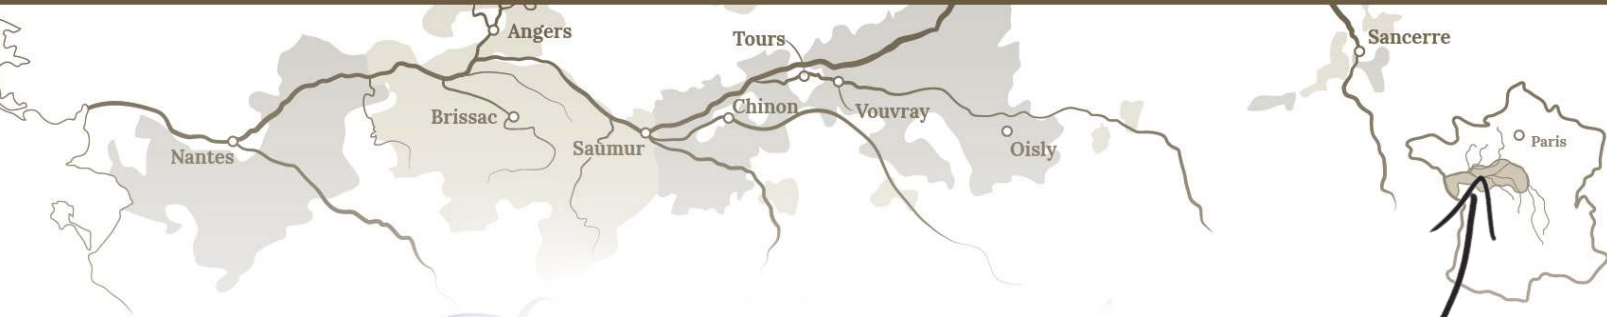 Angers
Tours
Sancerre
Brissac
Chinon
Vouvray
Nantes
Saumur
Oisly
Paris